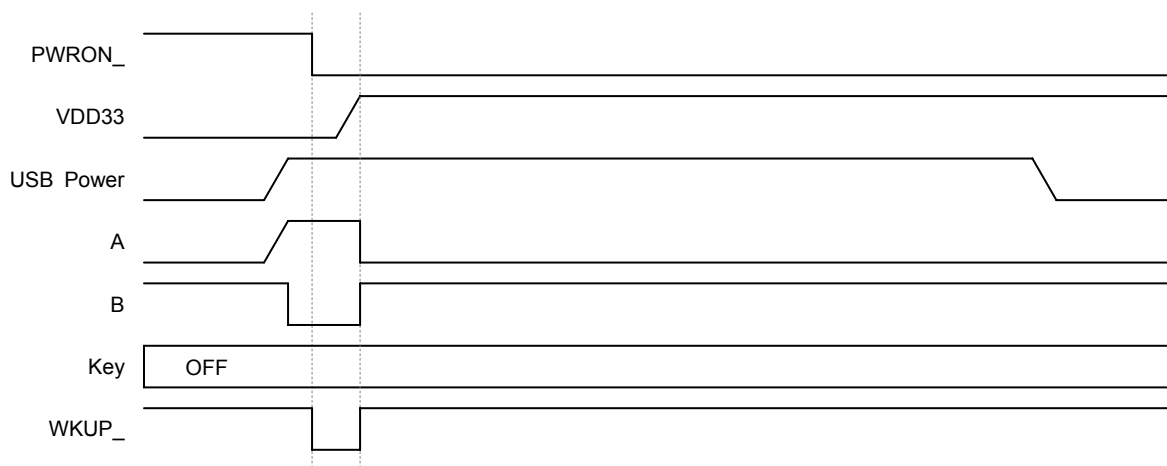 PWRON_
VDD33
USB Power
A
B
Key OFF
WKUP_